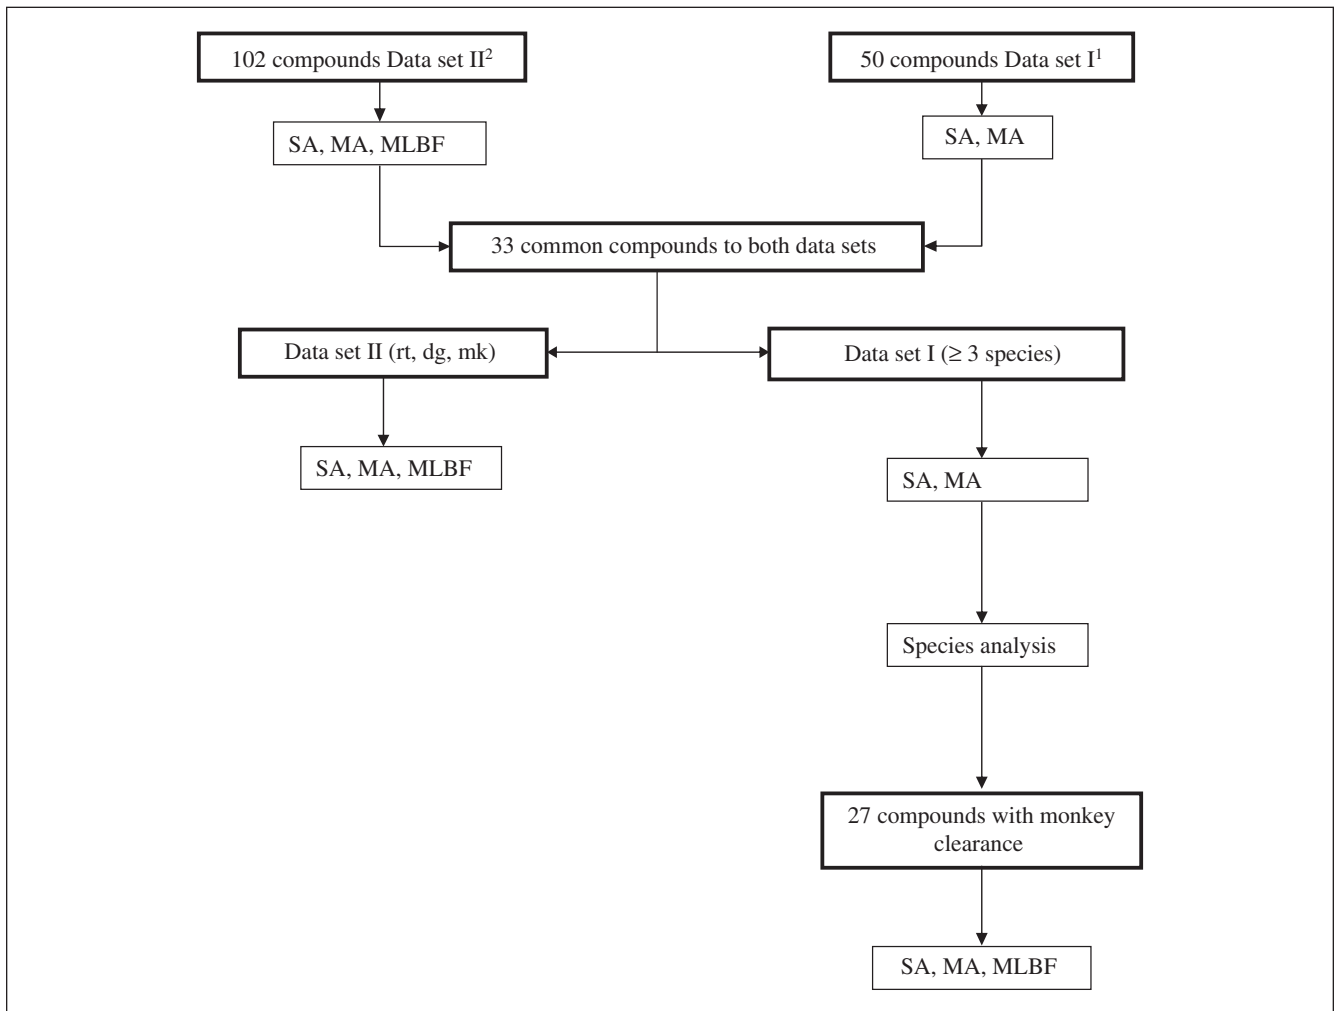 102 compounds Data set II²
50 compounds Data set I¹
SA, MA, MLBF
SA, MA
33 common compounds to both data sets
Data set II (rt, dg, mk)
Data set I (≥ 3 species)
SA, MA, MLBF
SA, MA
Species analysis
27 compounds with monkey
clearance
SA, MA, MLBF